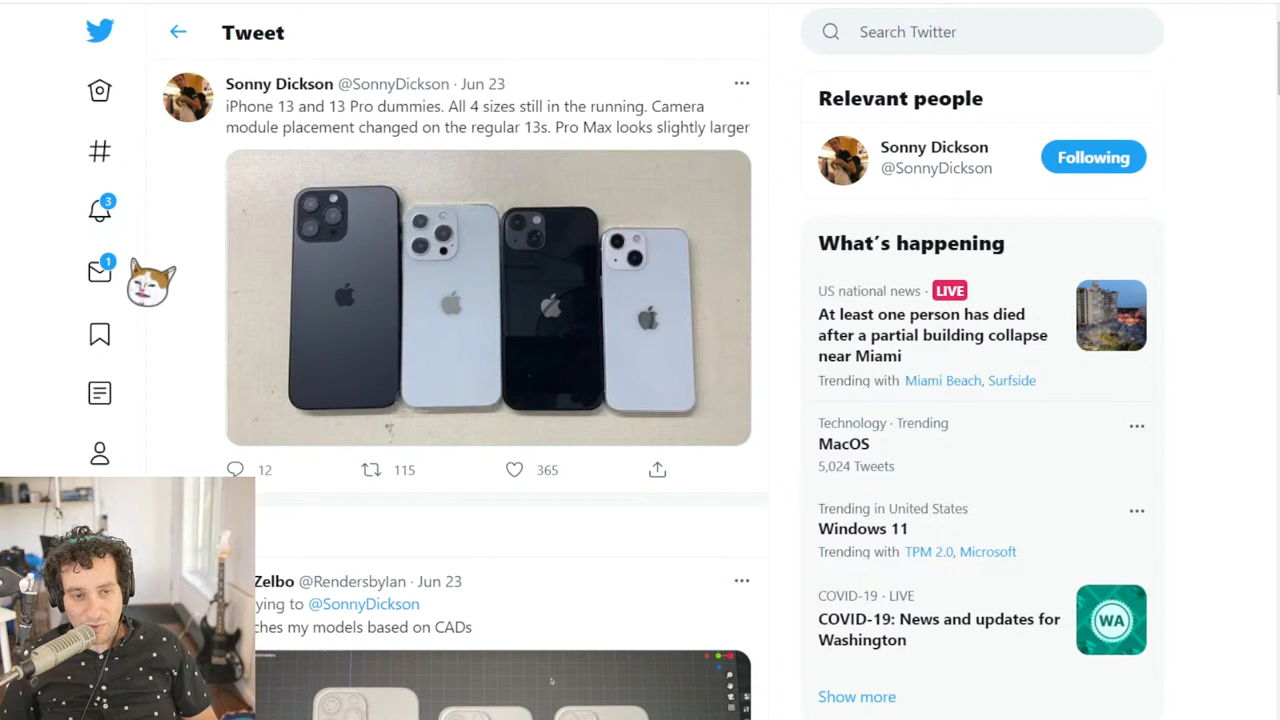 Tweet
Sonny Dickson @SonnyDickson · Jun 23
iPhone 13 and 13 Pro dummies. All 4 sizes still in the running. Camera
module placement changed on the regular 13s. Pro Max looks slightly larger
12 115 365
Zelbo @RendersbyIan · Jun 23
ying to @SonnyDickson
ches my models based on CADs
3
1
Search Twitter
Relevant people
Sonny Dickson
@SonnyDickson
Following
What's happening
US national news · LIVE
At least one person has died
after a partial building collapse
near Miami
Trending with Miami Beach, Surfside
Technology · Trending
MacOS
5,024 Tweets
Trending in United States
Windows 11
Trending with TPM 2.0, Microsoft
COVID-19 · LIVE
COVID-19: News and updates for
Washington
WA
Show more